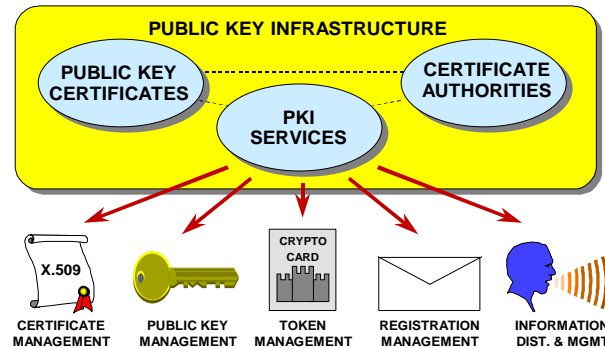 PUBLIC KEY INFRASTRUCTURE
PUBLIC KEY
CERTIFICATES
CERTIFICATE
AUTHORITIES
PKI
SERVICES
X.509
CRYPTO
CARD
CERTIFICATE
MANAGEMENT
PUBLIC KEY
MANAGEMENT
TOKEN
MANAGEMENT
REGISTRATION
MANAGEMENT
INFORMATION
DIST. & MGMT